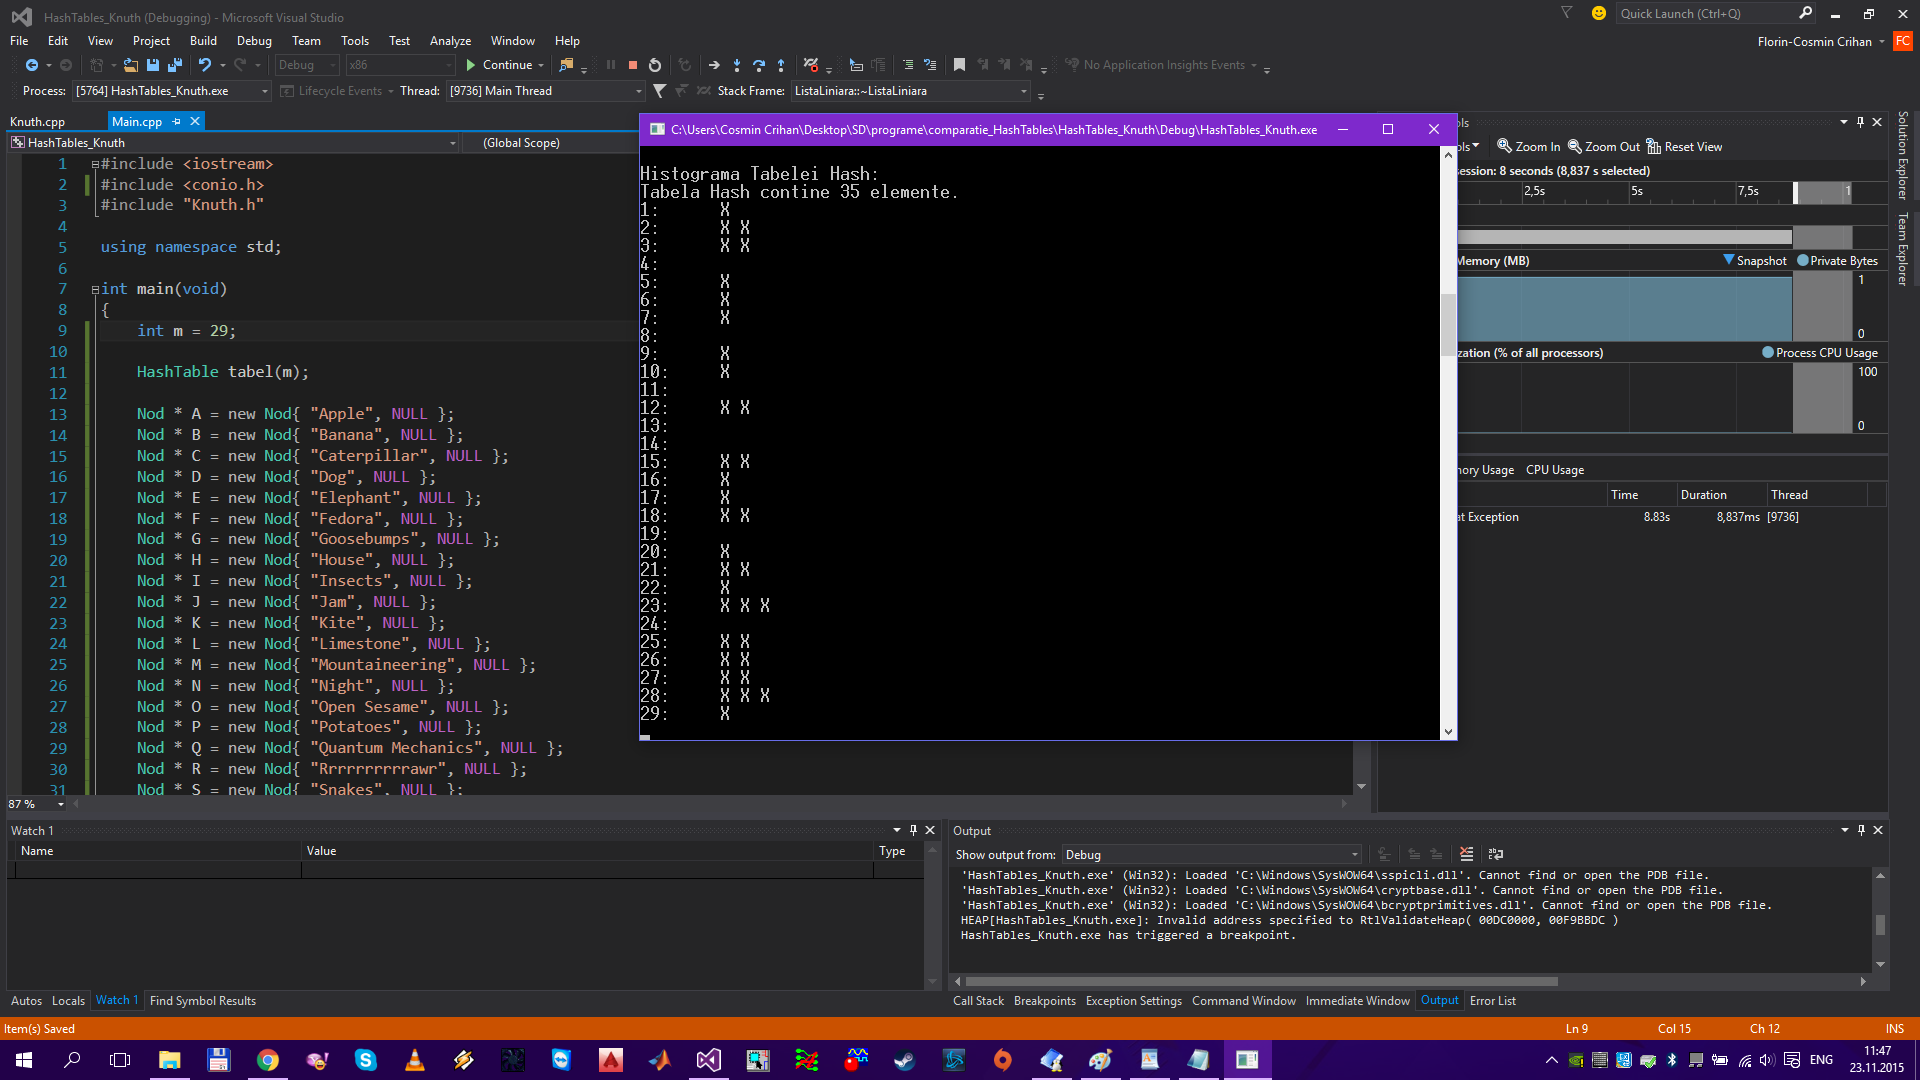 HashTables_Knuth (Debugging) - Microsoft Visual Studio
Quick Launch (Ctrl+Q)
File Edit View Project Build Debug Team Tools Test Analyze Window Help
Florin-Cosmin Crihan FC
Debug x86 Continue No Application Insights Events
Process: [5764] HashTables_Knuth.exe Lifecycle Events Thread: [9736] Main Thread Stack Frame: ListaLiniara::~ListaLiniara
Knuth.cpp Main.cpp
HashTables_Knuth (Global Scope)
1 #include <iostream>
2 #include <conio.h>
3 #include "Knuth.h"
4
5 using namespace std;
6
7 int main(void)
8 {
9 int m = 29;
10
11 HashTable tabel(m);
12
13 Nod * A = new Nod{ "Apple", NULL };
14 Nod * B = new Nod{ "Banana", NULL };
15 Nod * C = new Nod{ "Caterpillar", NULL };
16 Nod * D = new Nod{ "Dog", NULL };
17 Nod * E = new Nod{ "Elephant", NULL };
18 Nod * F = new Nod{ "Fedora", NULL };
19 Nod * G = new Nod{ "Goosebumps", NULL };
20 Nod * H = new Nod{ "House", NULL };
21 Nod * I = new Nod{ "Insects", NULL };
22 Nod * J = new Nod{ "Jam", NULL };
23 Nod * K = new Nod{ "Kite", NULL };
24 Nod * L = new Nod{ "Limestone", NULL };
25 Nod * M = new Nod{ "Mountaineering", NULL };
26 Nod * N = new Nod{ "Night", NULL };
27 Nod * O = new Nod{ "Open Sesame", NULL };
28 Nod * P = new Nod{ "Potatoes", NULL };
29 Nod * Q = new Nod{ "Quantum Mechanics", NULL };
30 Nod * R = new Nod{ "Rrrrrrrrrrawr", NULL };
31 Nod * S = new Nod{ "Snakes", NULL };
87 %
C:\Users\Cosmin Crihan\Desktop\SD\programe\comparatie_HashTables\HashTables_Knuth\Debug\HashTables_Knuth.exe
Histograma Tabelei Hash:
Tabela Hash contine 35 elemente.
1: X
2: X X
3: X X
4:
5: X
6: X
7: X
8:
9: X
10: X
11:
12: X X
13:
14:
15: X X
16: X
17: X
18: X X
19:
20: X
21: X X
22: X
23: X X X
24:
25: X X
26: X X
27: X X
28: X X X
29: X
ols
ols Zoom In Zoom Out Reset View
session: 8 seconds (8,837 s selected)
2,5s 5s 7,5s 1
Memory (MB) Snapshot Private Bytes
1
0
zation (% of all processors) Process CPU Usage
100
0
mory Usage CPU Usage
Time Duration Thread
at Exception 8.83s 8,837ms [9736]
Solution Explorer
Team Explorer
Watch 1
Name Value Type
Autos Locals Watch 1 Find Symbol Results
Output
Show output from: Debug
'HashTables_Knuth.exe' (Win32): Loaded 'C:\Windows\SysWOW64\sspicli.dll'. Cannot find or open the PDB file.
'HashTables_Knuth.exe' (Win32): Loaded 'C:\Windows\SysWOW64\cryptbase.dll'. Cannot find or open the PDB file.
'HashTables_Knuth.exe' (Win32): Loaded 'C:\Windows\SysWOW64\bcryptprimitives.dll'. Cannot find or open the PDB file.
HEAP[HashTables_Knuth.exe]: Invalid address specified to RtlValidateHeap( 00DC0000, 00F9BBDC )
HashTables_Knuth.exe has triggered a breakpoint.
Call Stack Breakpoints Exception Settings Command Window Immediate Window Output Error List
Item(s) Saved Ln 9 Col 15 Ch 12 INS
ENG
11:47
23.11.2015